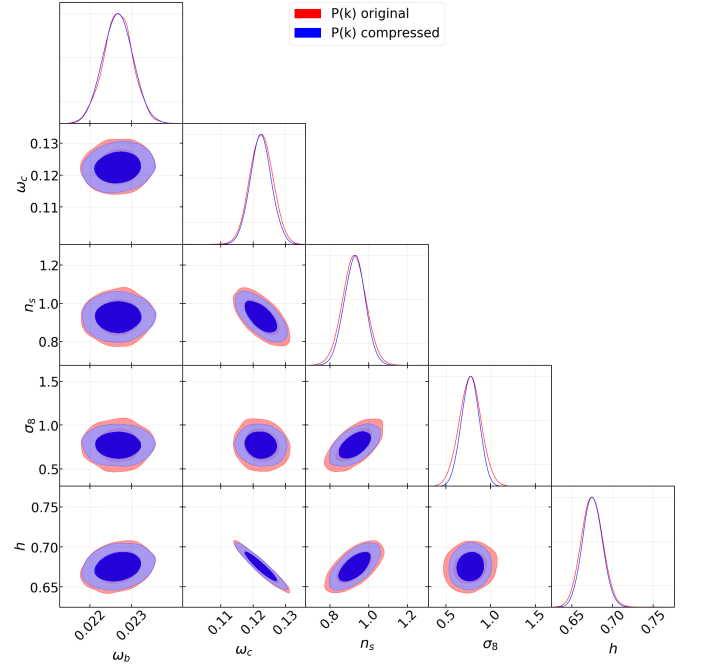 P(k) original
P(k) compressed
0.13
0.12
0.11
ω_c
1.2
1.0
0.8
n_s
1.5
1.0
0.5
σ_8
0.75
0.70
0.65
h
0.022 0.023
0.11 0.12 0.13
0.8 1.0 1.2
0.5 1.0 1.5
0.65 0.70 0.75
ω_b ω_c n_s σ_8 h